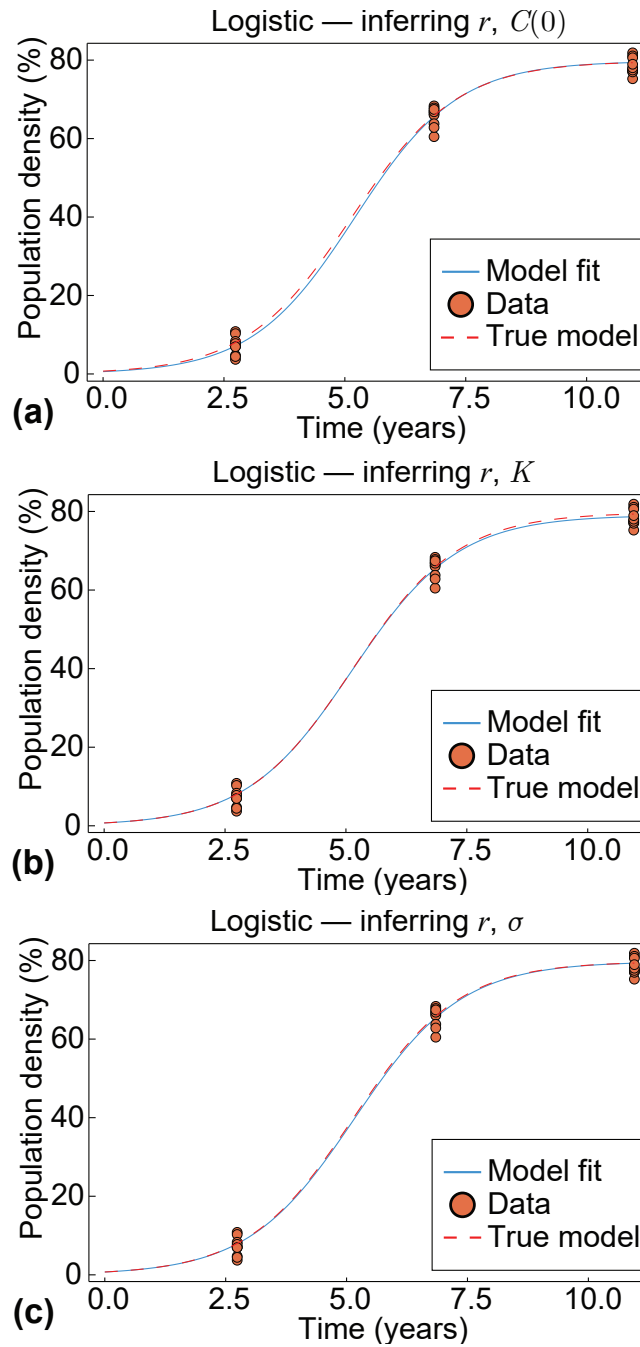 Logistic — inferring r, C(0)
Population density (%)
80
60
40
20
0
0.0 2.5 5.0 7.5 10.0
Time (years)
Model fit
Data
True model
(a)
Logistic — inferring r, K
Population density (%)
80
60
40
20
0
0.0 2.5 5.0 7.5 10.0
Time (years)
Model fit
Data
True model
(b)
Logistic — inferring r, σ
Population density (%)
80
60
40
20
0
0.0 2.5 5.0 7.5 10.0
Time (years)
Model fit
Data
True model
(c)